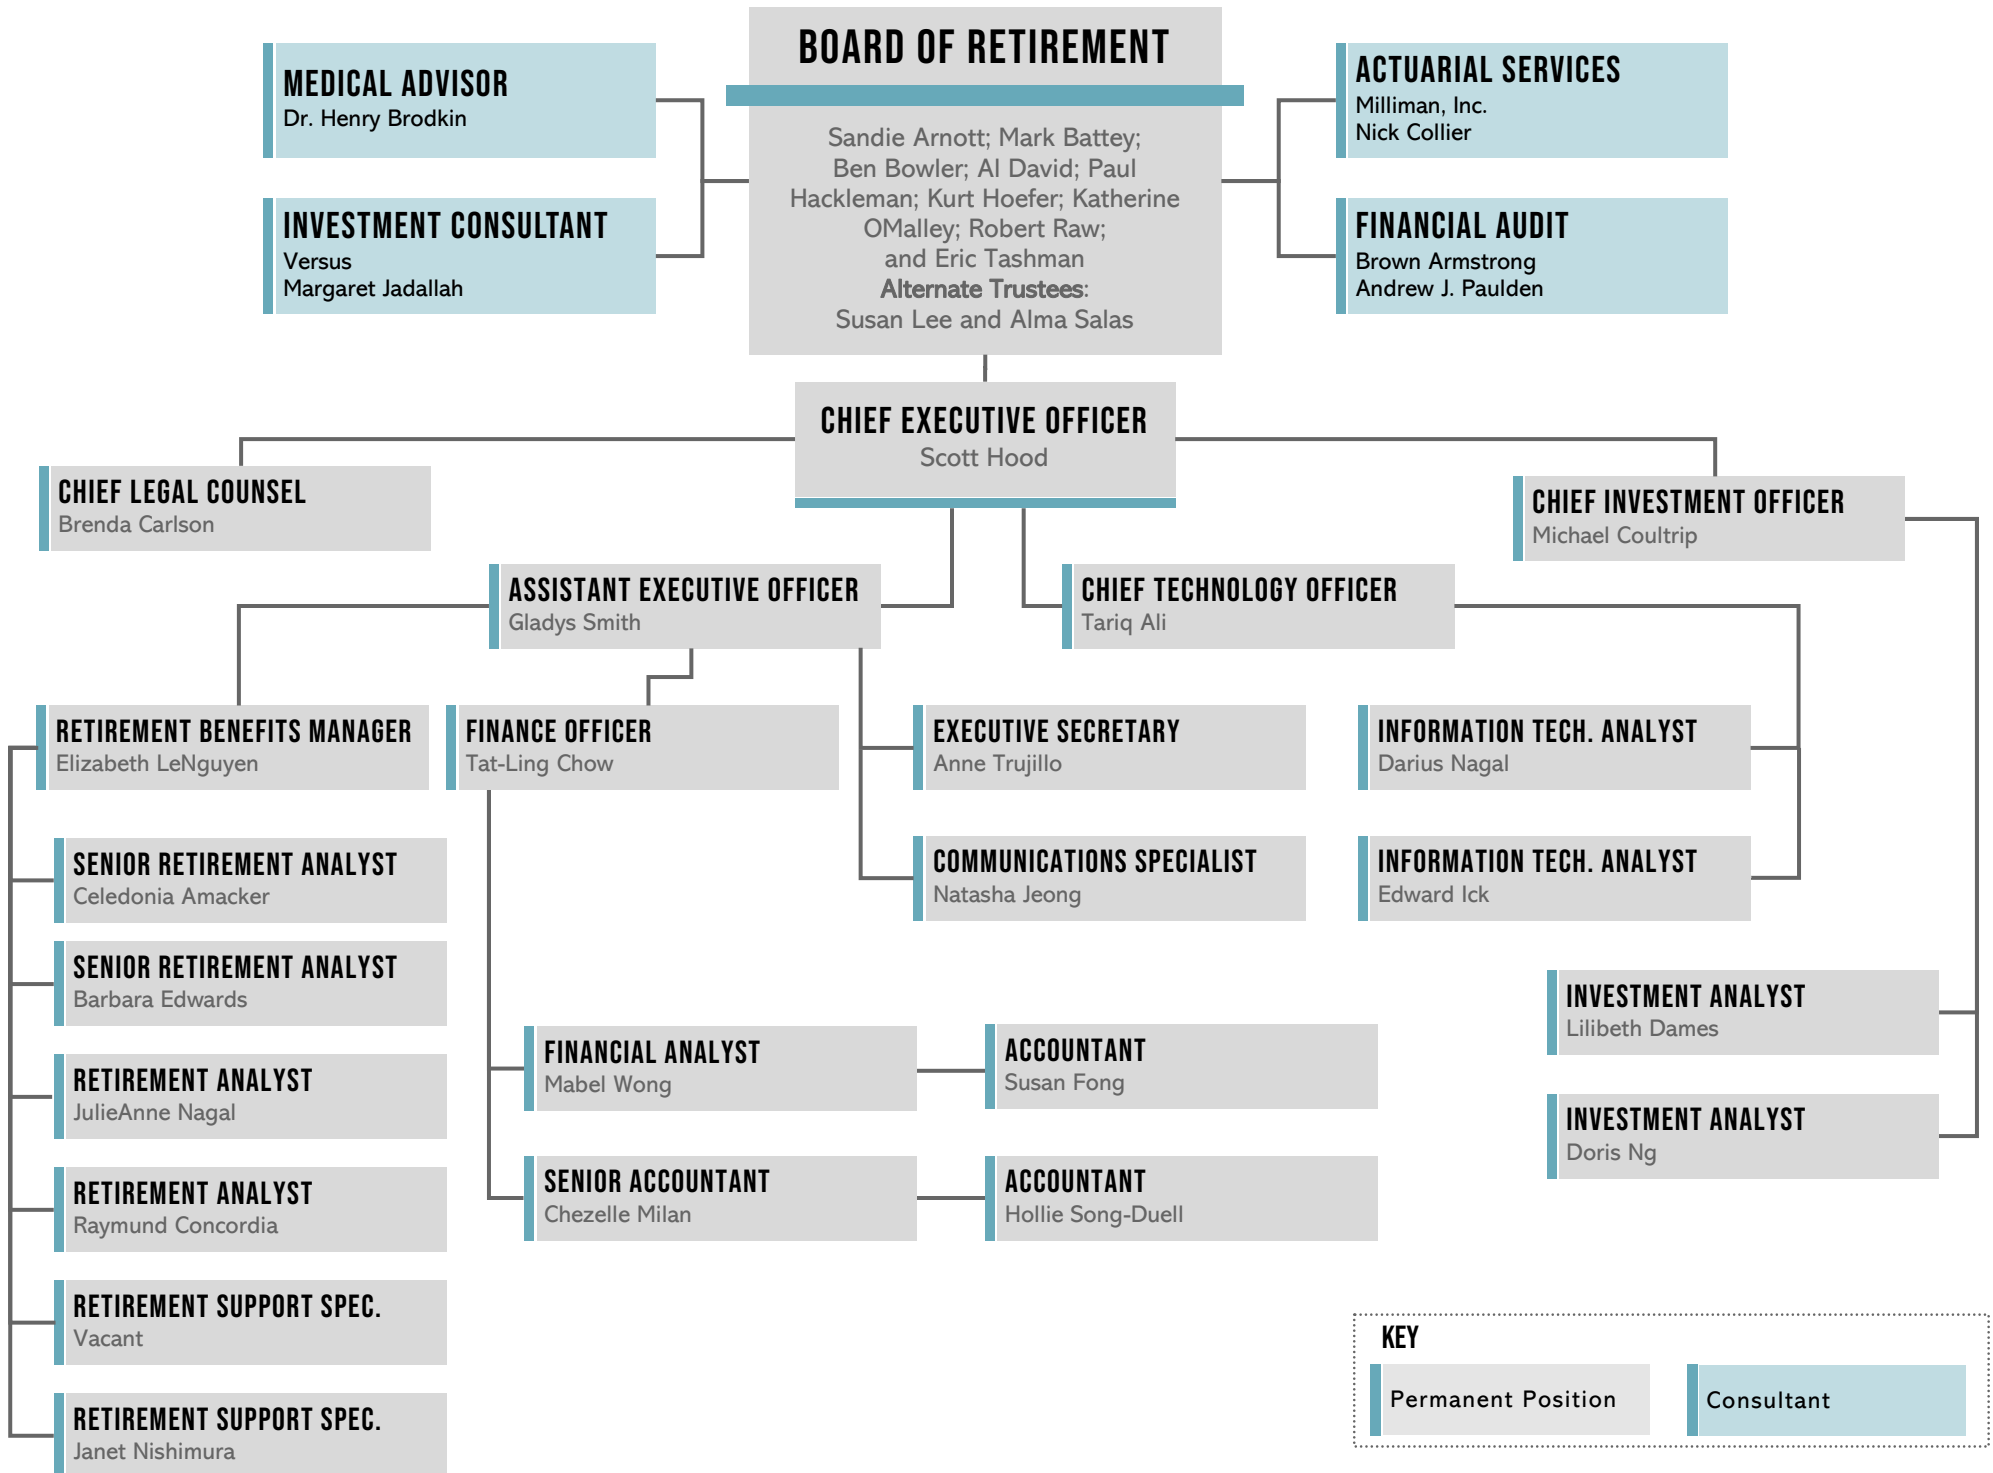 BOARD OF RETIREMENT
Sandie Arnott; Mark Battey;
Ben Bowler; Al David; Paul
Hackleman; Kurt Hoefer; Katherine
OMalley; Robert Raw;
and Eric Tashman
Alternate Trustees:
Susan Lee and Alma Salas
MEDICAL ADVISOR
Dr. Henry Brodkin
INVESTMENT CONSULTANT
Versus
Margaret Jadallah
ACTUARIAL SERVICES
Milliman, Inc.
Nick Collier
FINANCIAL AUDIT
Brown Armstrong
Andrew J. Paulden
CHIEF EXECUTIVE OFFICER
Scott Hood
CHIEF LEGAL COUNSEL
Brenda Carlson
CHIEF INVESTMENT OFFICER
Michael Coultrip
ASSISTANT EXECUTIVE OFFICER
Gladys Smith
CHIEF TECHNOLOGY OFFICER
Tariq Ali
RETIREMENT BENEFITS MANAGER
Elizabeth LeNguyen
FINANCE OFFICER
Tat-Ling Chow
EXECUTIVE SECRETARY
Anne Trujillo
INFORMATION TECH. ANALYST
Darius Nagal
SENIOR RETIREMENT ANALYST
Celedonia Amacker
COMMUNICATIONS SPECIALIST
Natasha Jeong
INFORMATION TECH. ANALYST
Edward Ick
SENIOR RETIREMENT ANALYST
Barbara Edwards
INVESTMENT ANALYST
Lilibeth Dames
RETIREMENT ANALYST
JulieAnne Nagal
FINANCIAL ANALYST
Mabel Wong
ACCOUNTANT
Susan Fong
INVESTMENT ANALYST
Doris Ng
RETIREMENT ANALYST
Raymund Concordia
SENIOR ACCOUNTANT
Chezelle Milan
ACCOUNTANT
Hollie Song-Duell
RETIREMENT SUPPORT SPEC.
Vacant
RETIREMENT SUPPORT SPEC.
Janet Nishimura
KEY
Permanent Position
Consultant